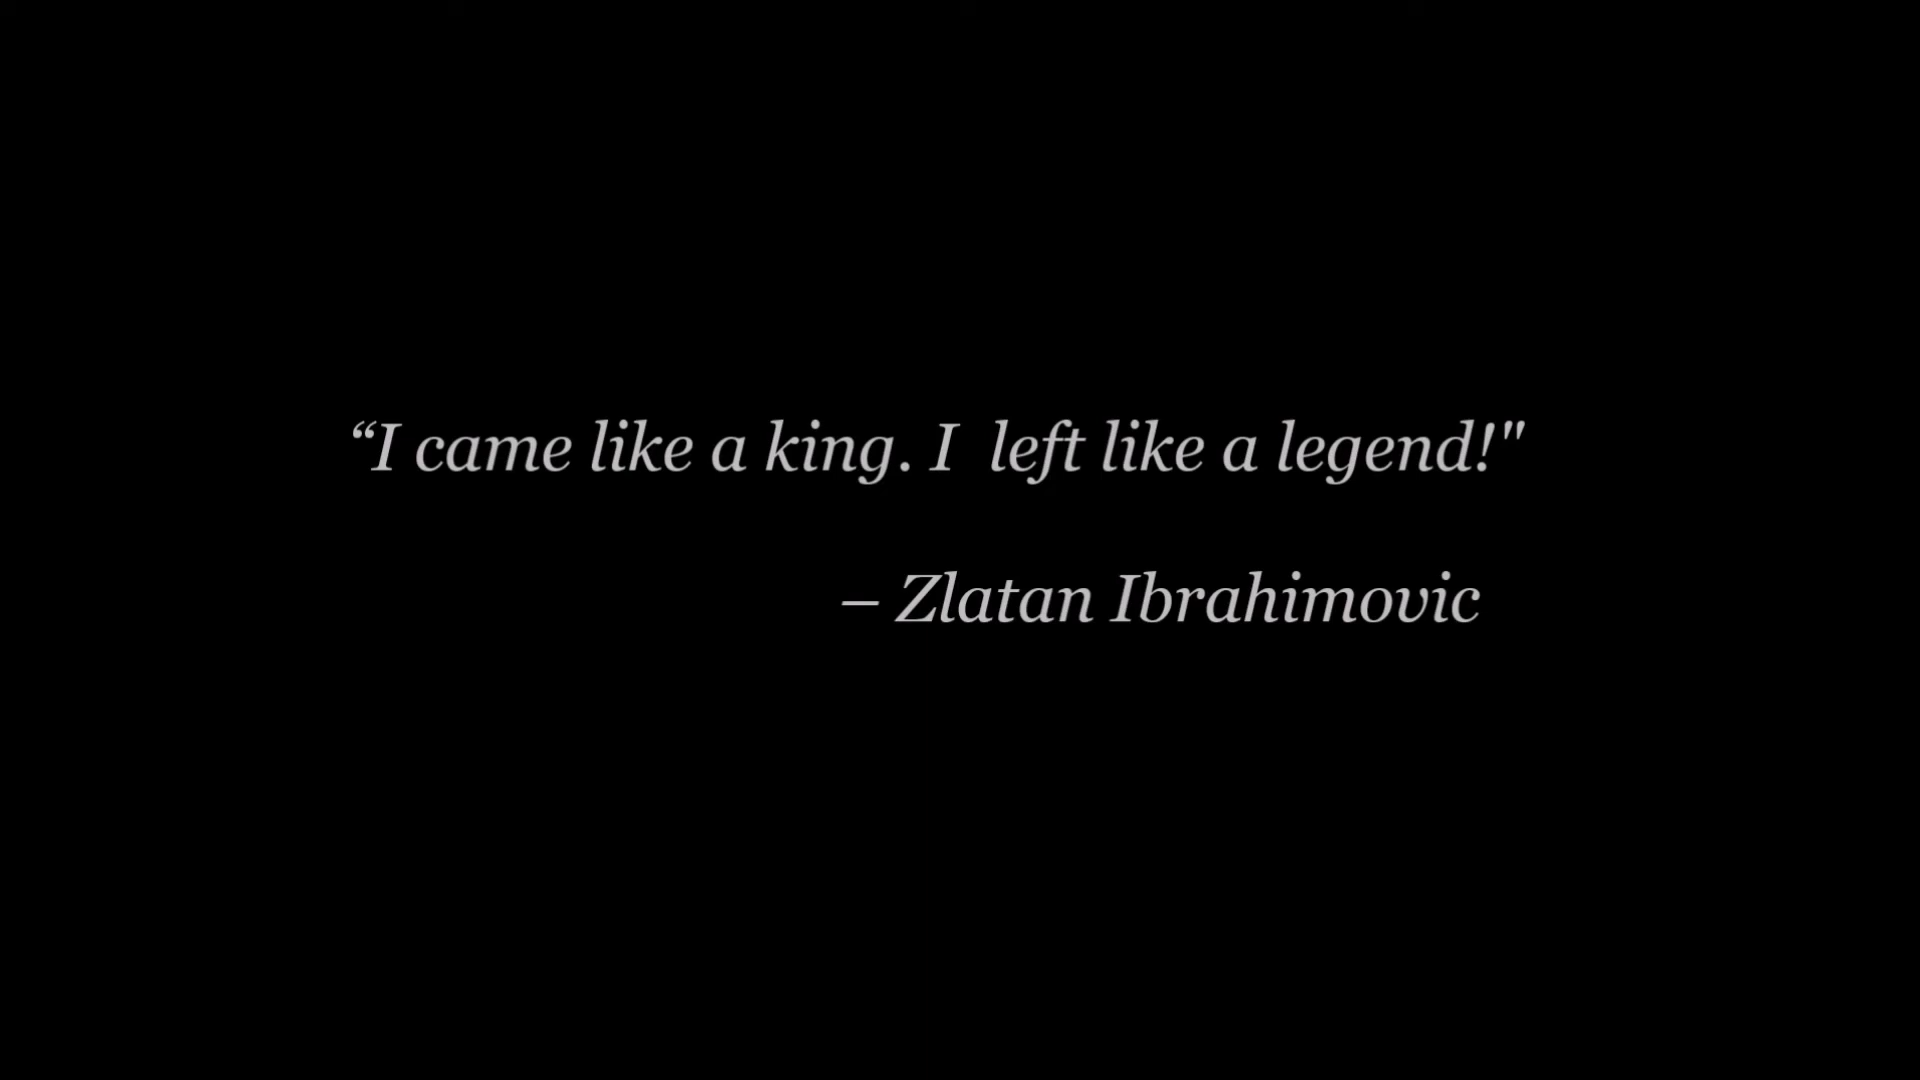 “I came like a king. I  left like a legend!"
– Zlatan Ibrahimovic